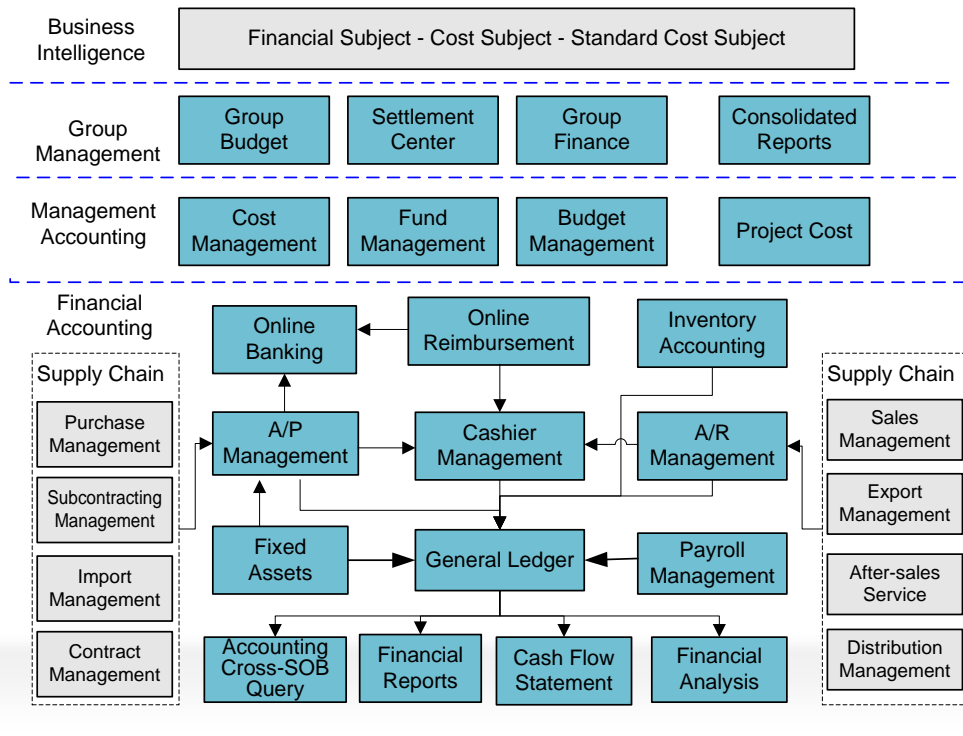 Business
Intelligence
Financial Subject - Cost Subject - Standard Cost Subject
Group
Management
Group
Budget
Settlement
Center
Group
Finance
Consolidated
Reports
Management
Accounting
Cost
Management
Fund
Management
Budget
Management
Project Cost
Financial
Accounting
Online
Banking
Online
Reimbursement
Inventory
Accounting
Supply Chain
Purchase
Management
Subcontracting
Management
Import
Management
Contract
Management
A/P
Management
Cashier
Management
A/R
Management
Fixed
Assets
General Ledger
Payroll
Management
Accounting
Cross-SOB
Query
Financial
Reports
Cash Flow
Statement
Financial
Analysis
Supply Chain
Sales
Management
Export
Management
After-sales
Service
Distribution
Management